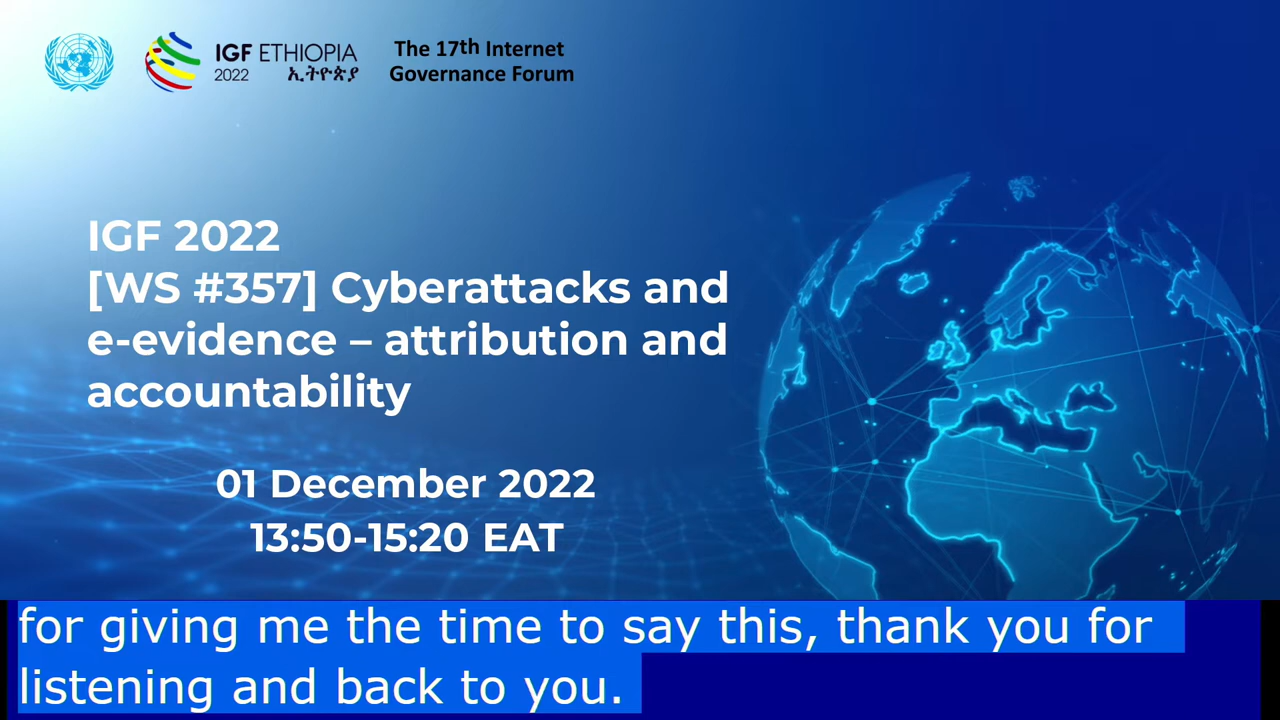 IGF ETHIOPIA
2022 ኢትዮጵያ
The 17th Internet
Governance Forum
IGF 2022
[WS #357] Cyberattacks and
e-evidence – attribution and
accountability
01 December 2022
13:50-15:20 EAT
for giving me the time to say this, thank you for
listening and back to you.